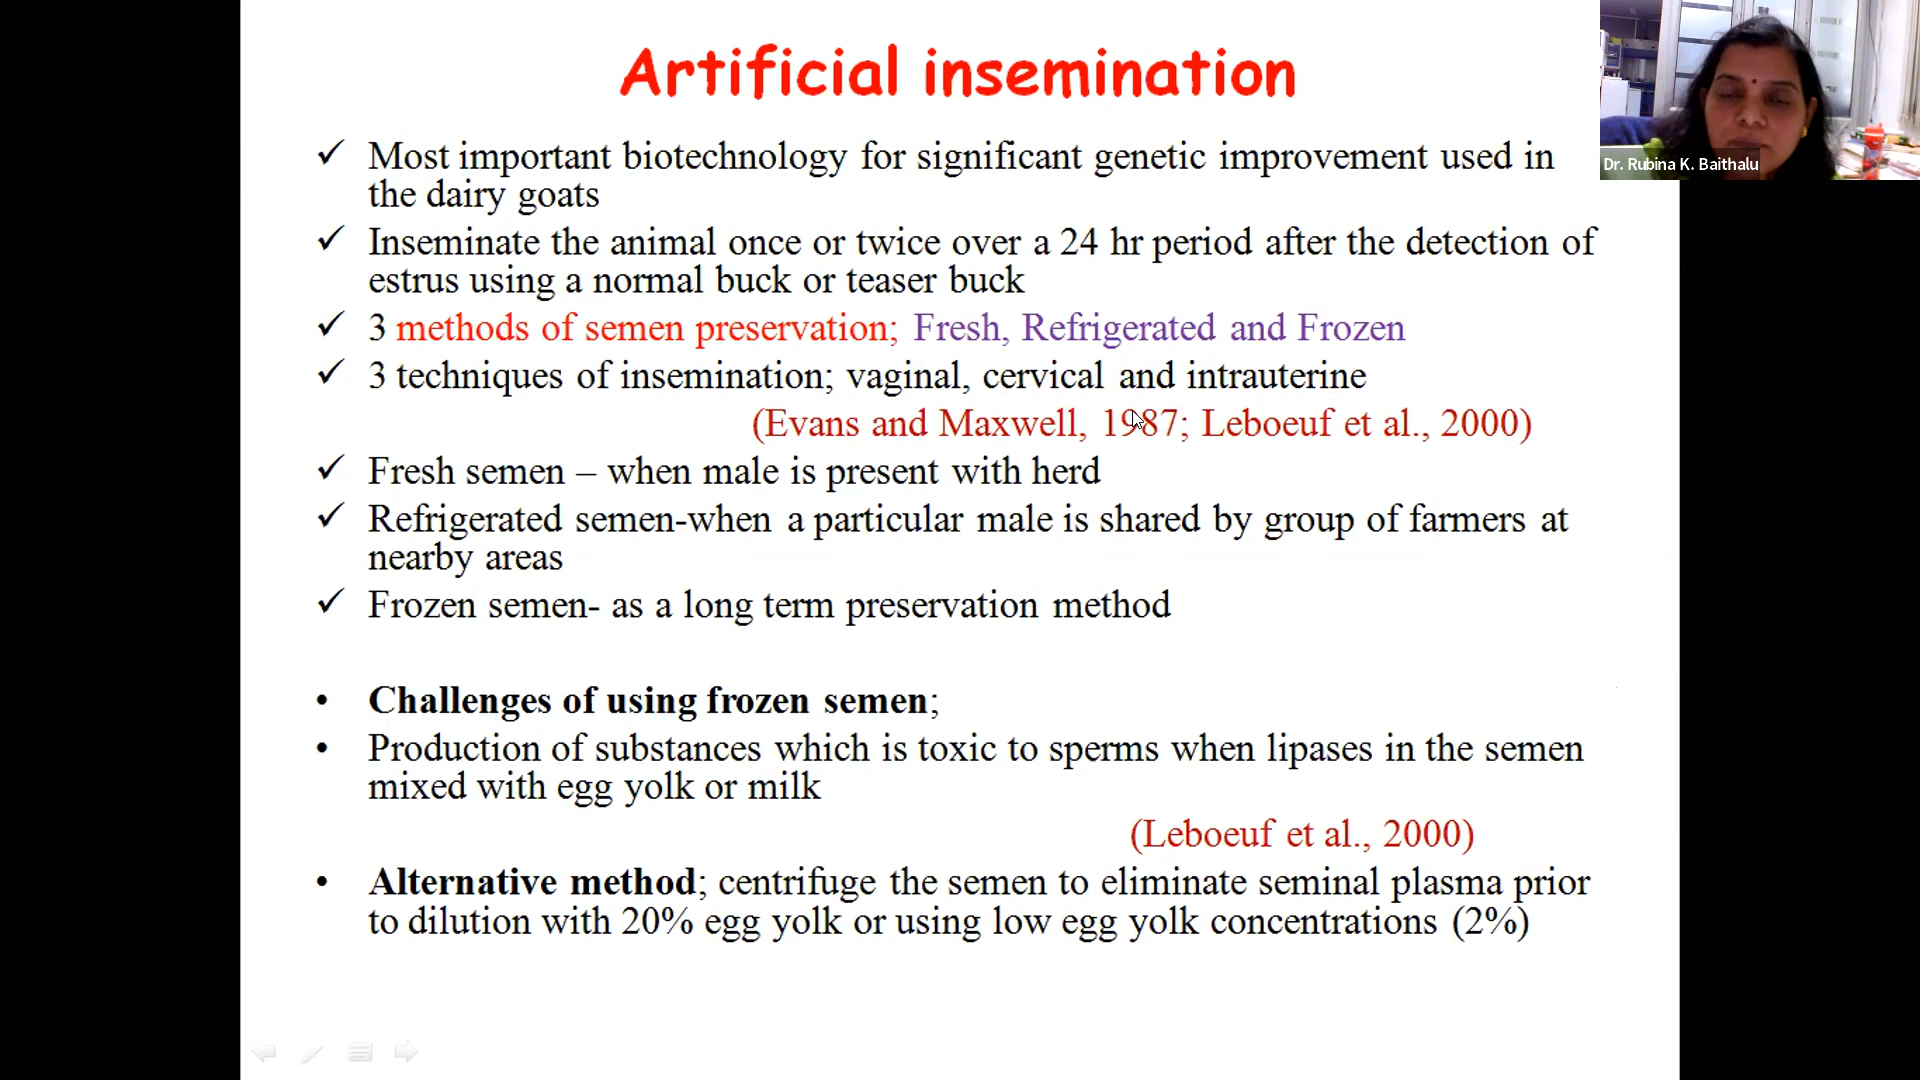 Artificial insemination
✓ Most important biotechnology for significant genetic improvement used in
the dairy goats
✓ Inseminate the animal once or twice over a 24 hr period after the detection of
estrus using a normal buck or teaser buck
✓ 3 methods of semen preservation; Fresh, Refrigerated and Frozen
✓ 3 techniques of insemination; vaginal, cervical and intrauterine
(Evans and Maxwell, 1987; Leboeuf et al., 2000)
✓ Fresh semen – when male is present with herd
✓ Refrigerated semen-when a particular male is shared by group of farmers at
nearby areas
✓ Frozen semen- as a long term preservation method
• Challenges of using frozen semen;
• Production of substances which is toxic to sperms when lipases in the semen
mixed with egg yolk or milk
(Leboeuf et al., 2000)
• Alternative method; centrifuge the semen to eliminate seminal plasma prior
to dilution with 20% egg yolk or using low egg yolk concentrations (2%)
Dr. Rubina K. Baithalu